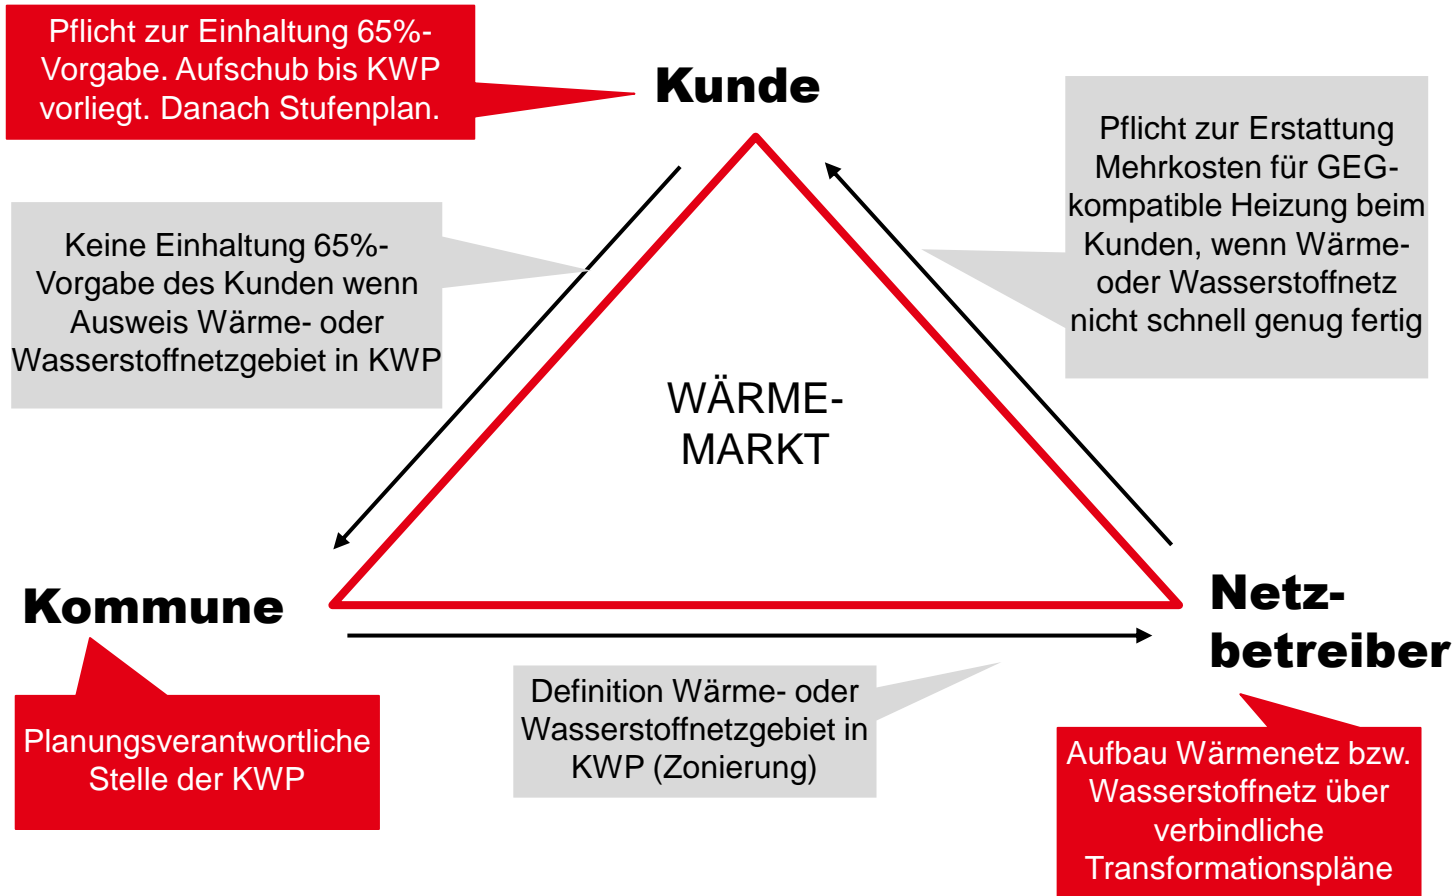 Pflicht zur Einhaltung 65%-
Vorgabe. Aufschub bis KWP
vorliegt. Danach Stufenplan.
Kunde
Pflicht zur Erstattung
Mehrkosten für GEG-
kompatible Heizung beim
Kunden, wenn Wärme-
oder Wasserstoffnetz
nicht schnell genug fertig
Keine Einhaltung 65%-
Vorgabe des Kunden wenn
Ausweis Wärme- oder
Wasserstoffnetzgebiet in KWP
WÄRME-
MARKT
Kommune
Netz-
betreiber
Planungsverantwortliche
Stelle der KWP
Definition Wärme- oder
Wasserstoffnetzgebiet in
KWP (Zonierung)
Aufbau Wärmenetz bzw.
Wasserstoffnetz über
verbindliche
Transformationspläne